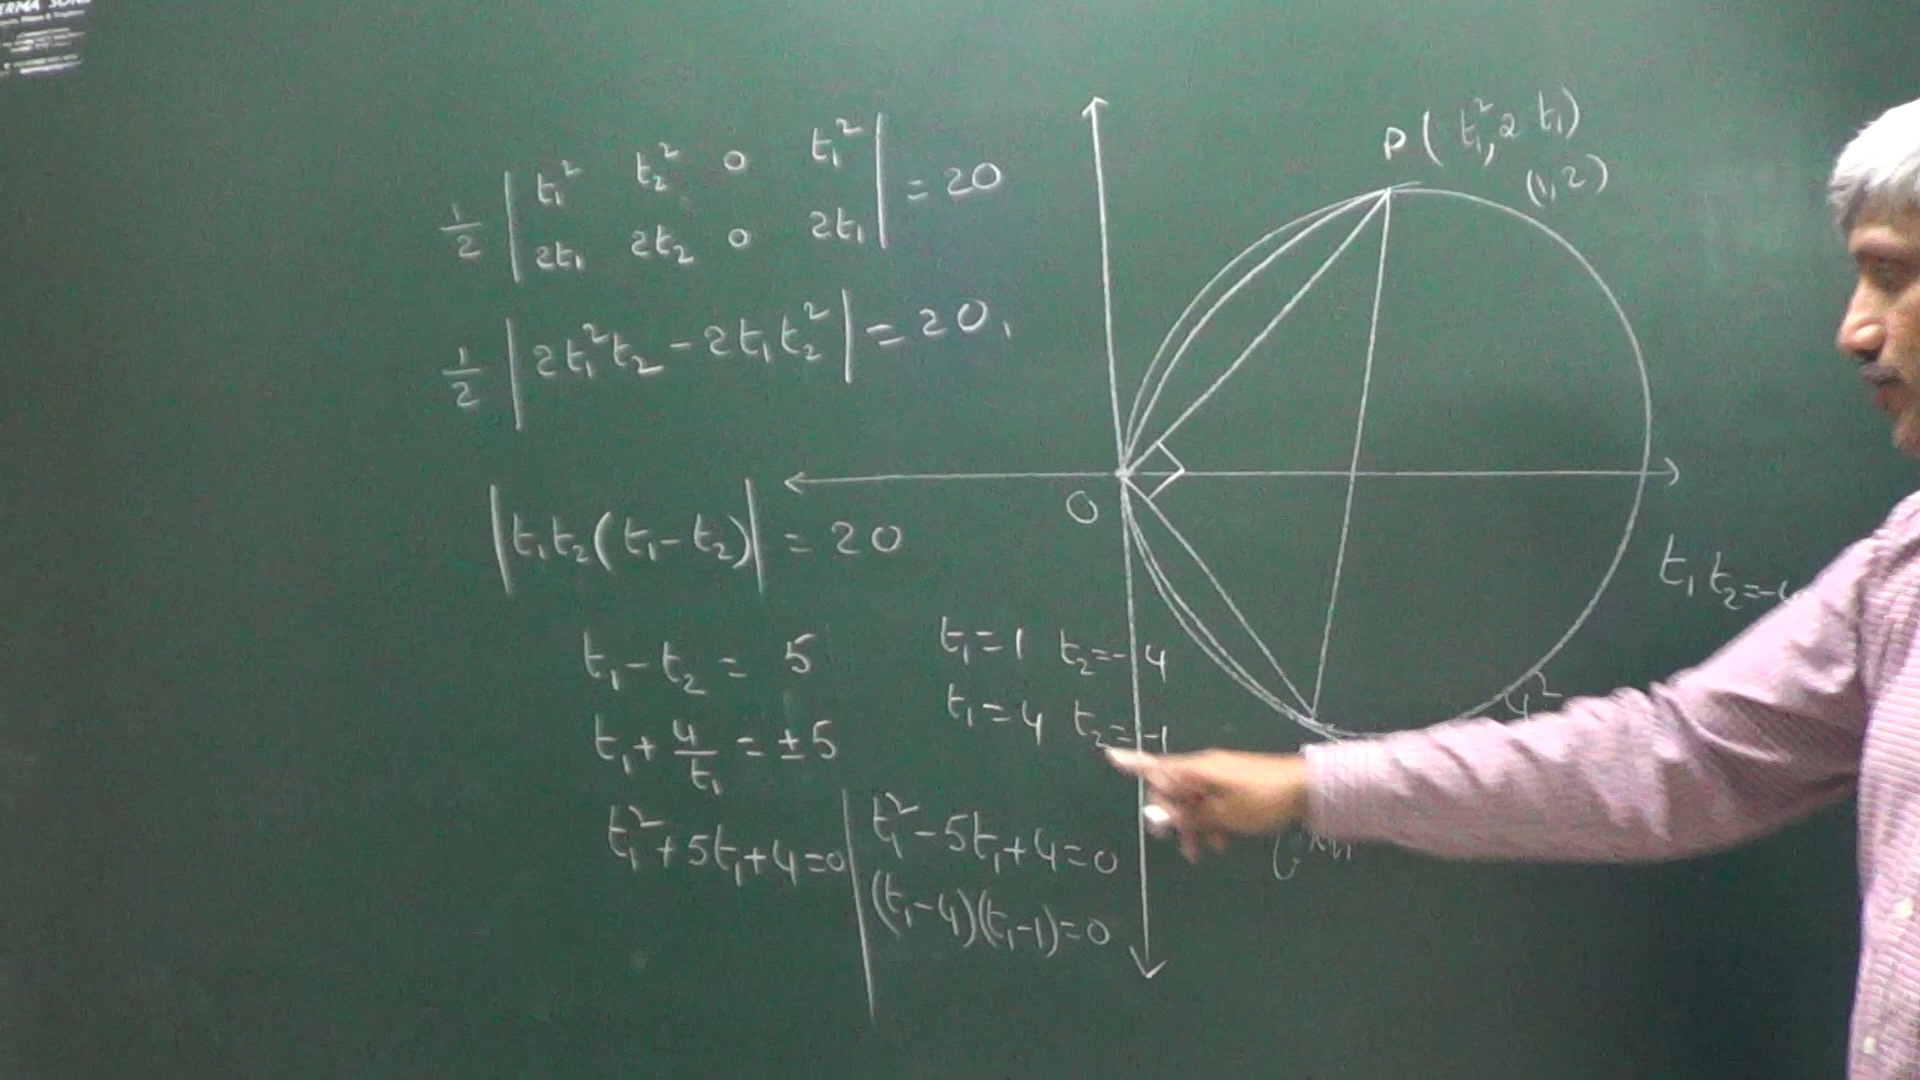 1/2 | t₁² t₂² 0 t₁² | = 20
2t₁ 2t₂ 0 2t₁
1/2 | 2t₁²t₂ - 2t₁t₂² | = 20.
| t₁t₂(t₁-t₂) | = 20
t₁ - t₂ = 5
t₁ + 4/t₁ = ±5
t₁² + 5t₁ + 4 = 0
t₁=1 t₂=-4
t₁=4 t₂=-1
t₁² - 5t₁ + 4 = 0
(t₁-4)(t₁-1)=0
P(t₁², 2t₁)
(1,2)
O
t₁t₂=-